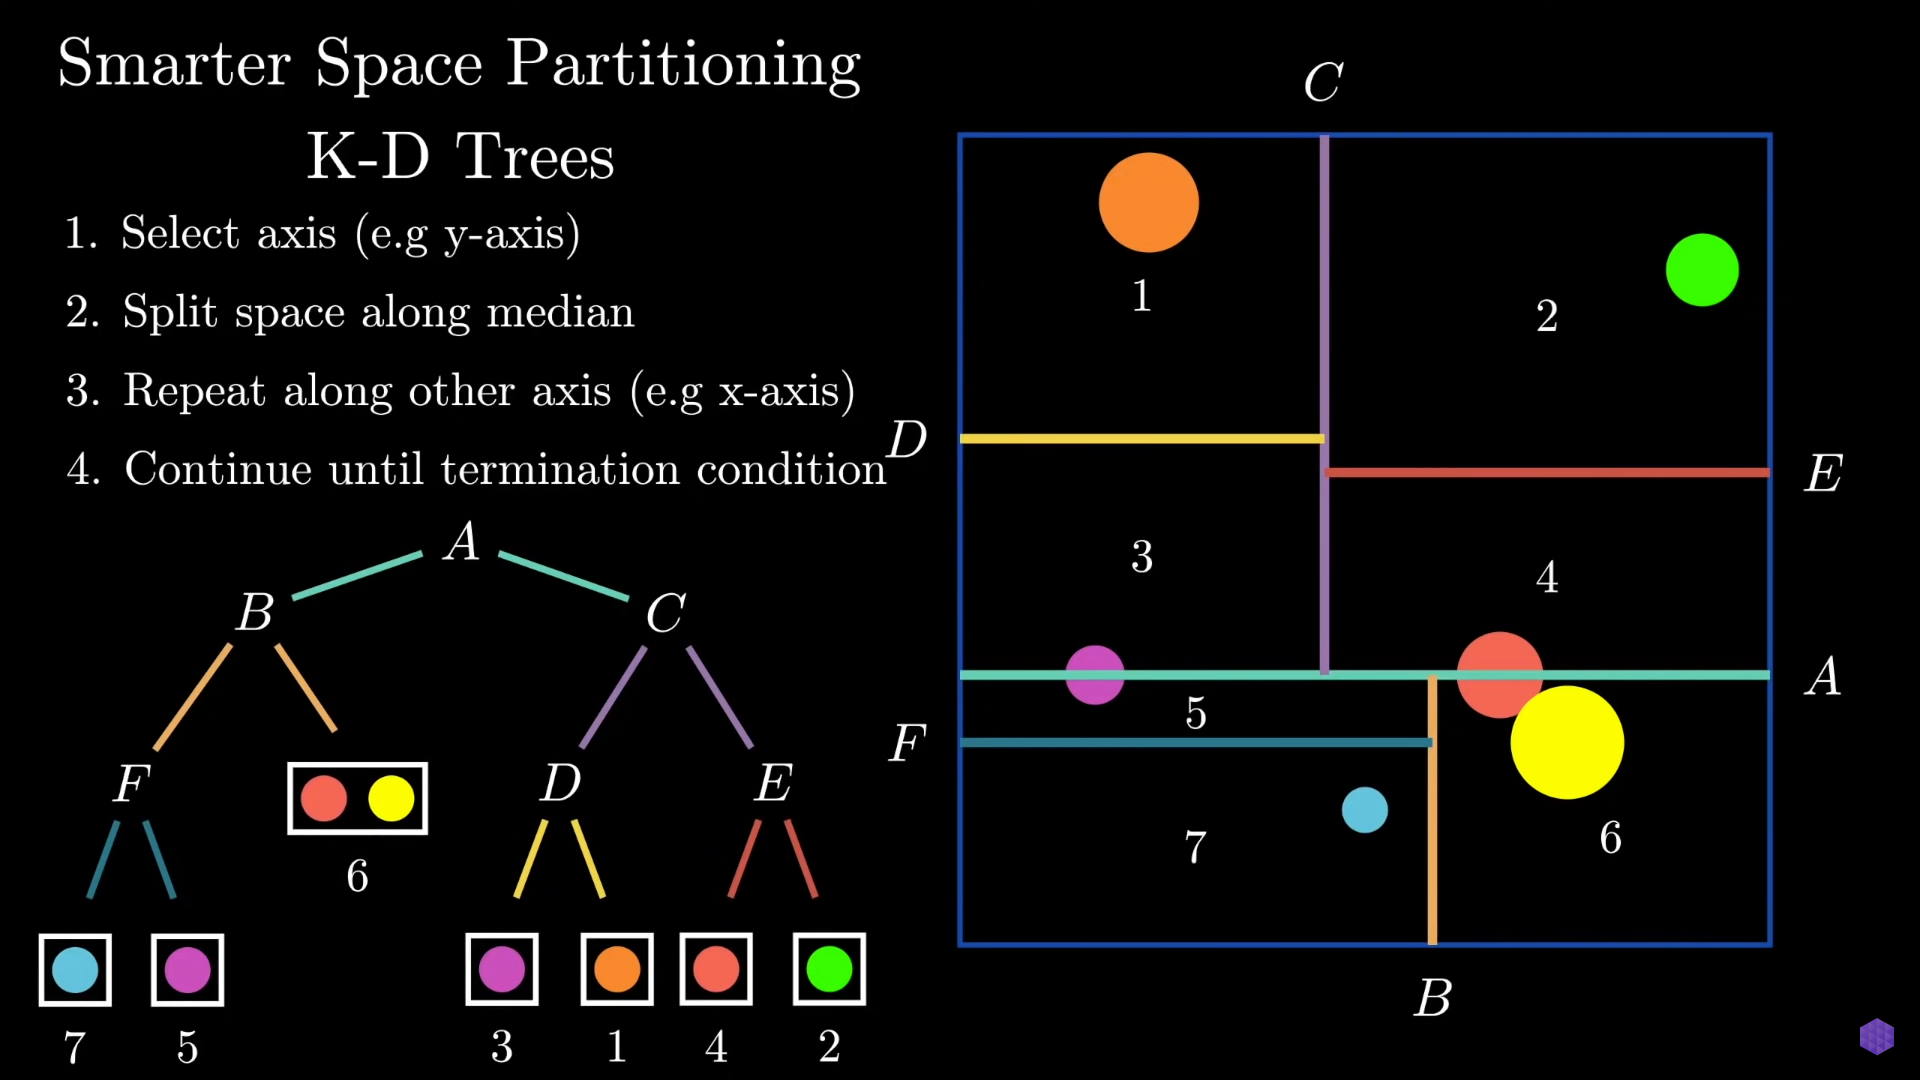 Smarter Space Partitioning
K-D Trees
1. Select axis (e.g y-axis)
2. Split space along median
3. Repeat along other axis (e.g x-axis)
4. Continue until termination condition
A
B C
F D E
6
7 5 3 1 4 2
C
1 2
D
E
3 4
A
5
F
7 6
B